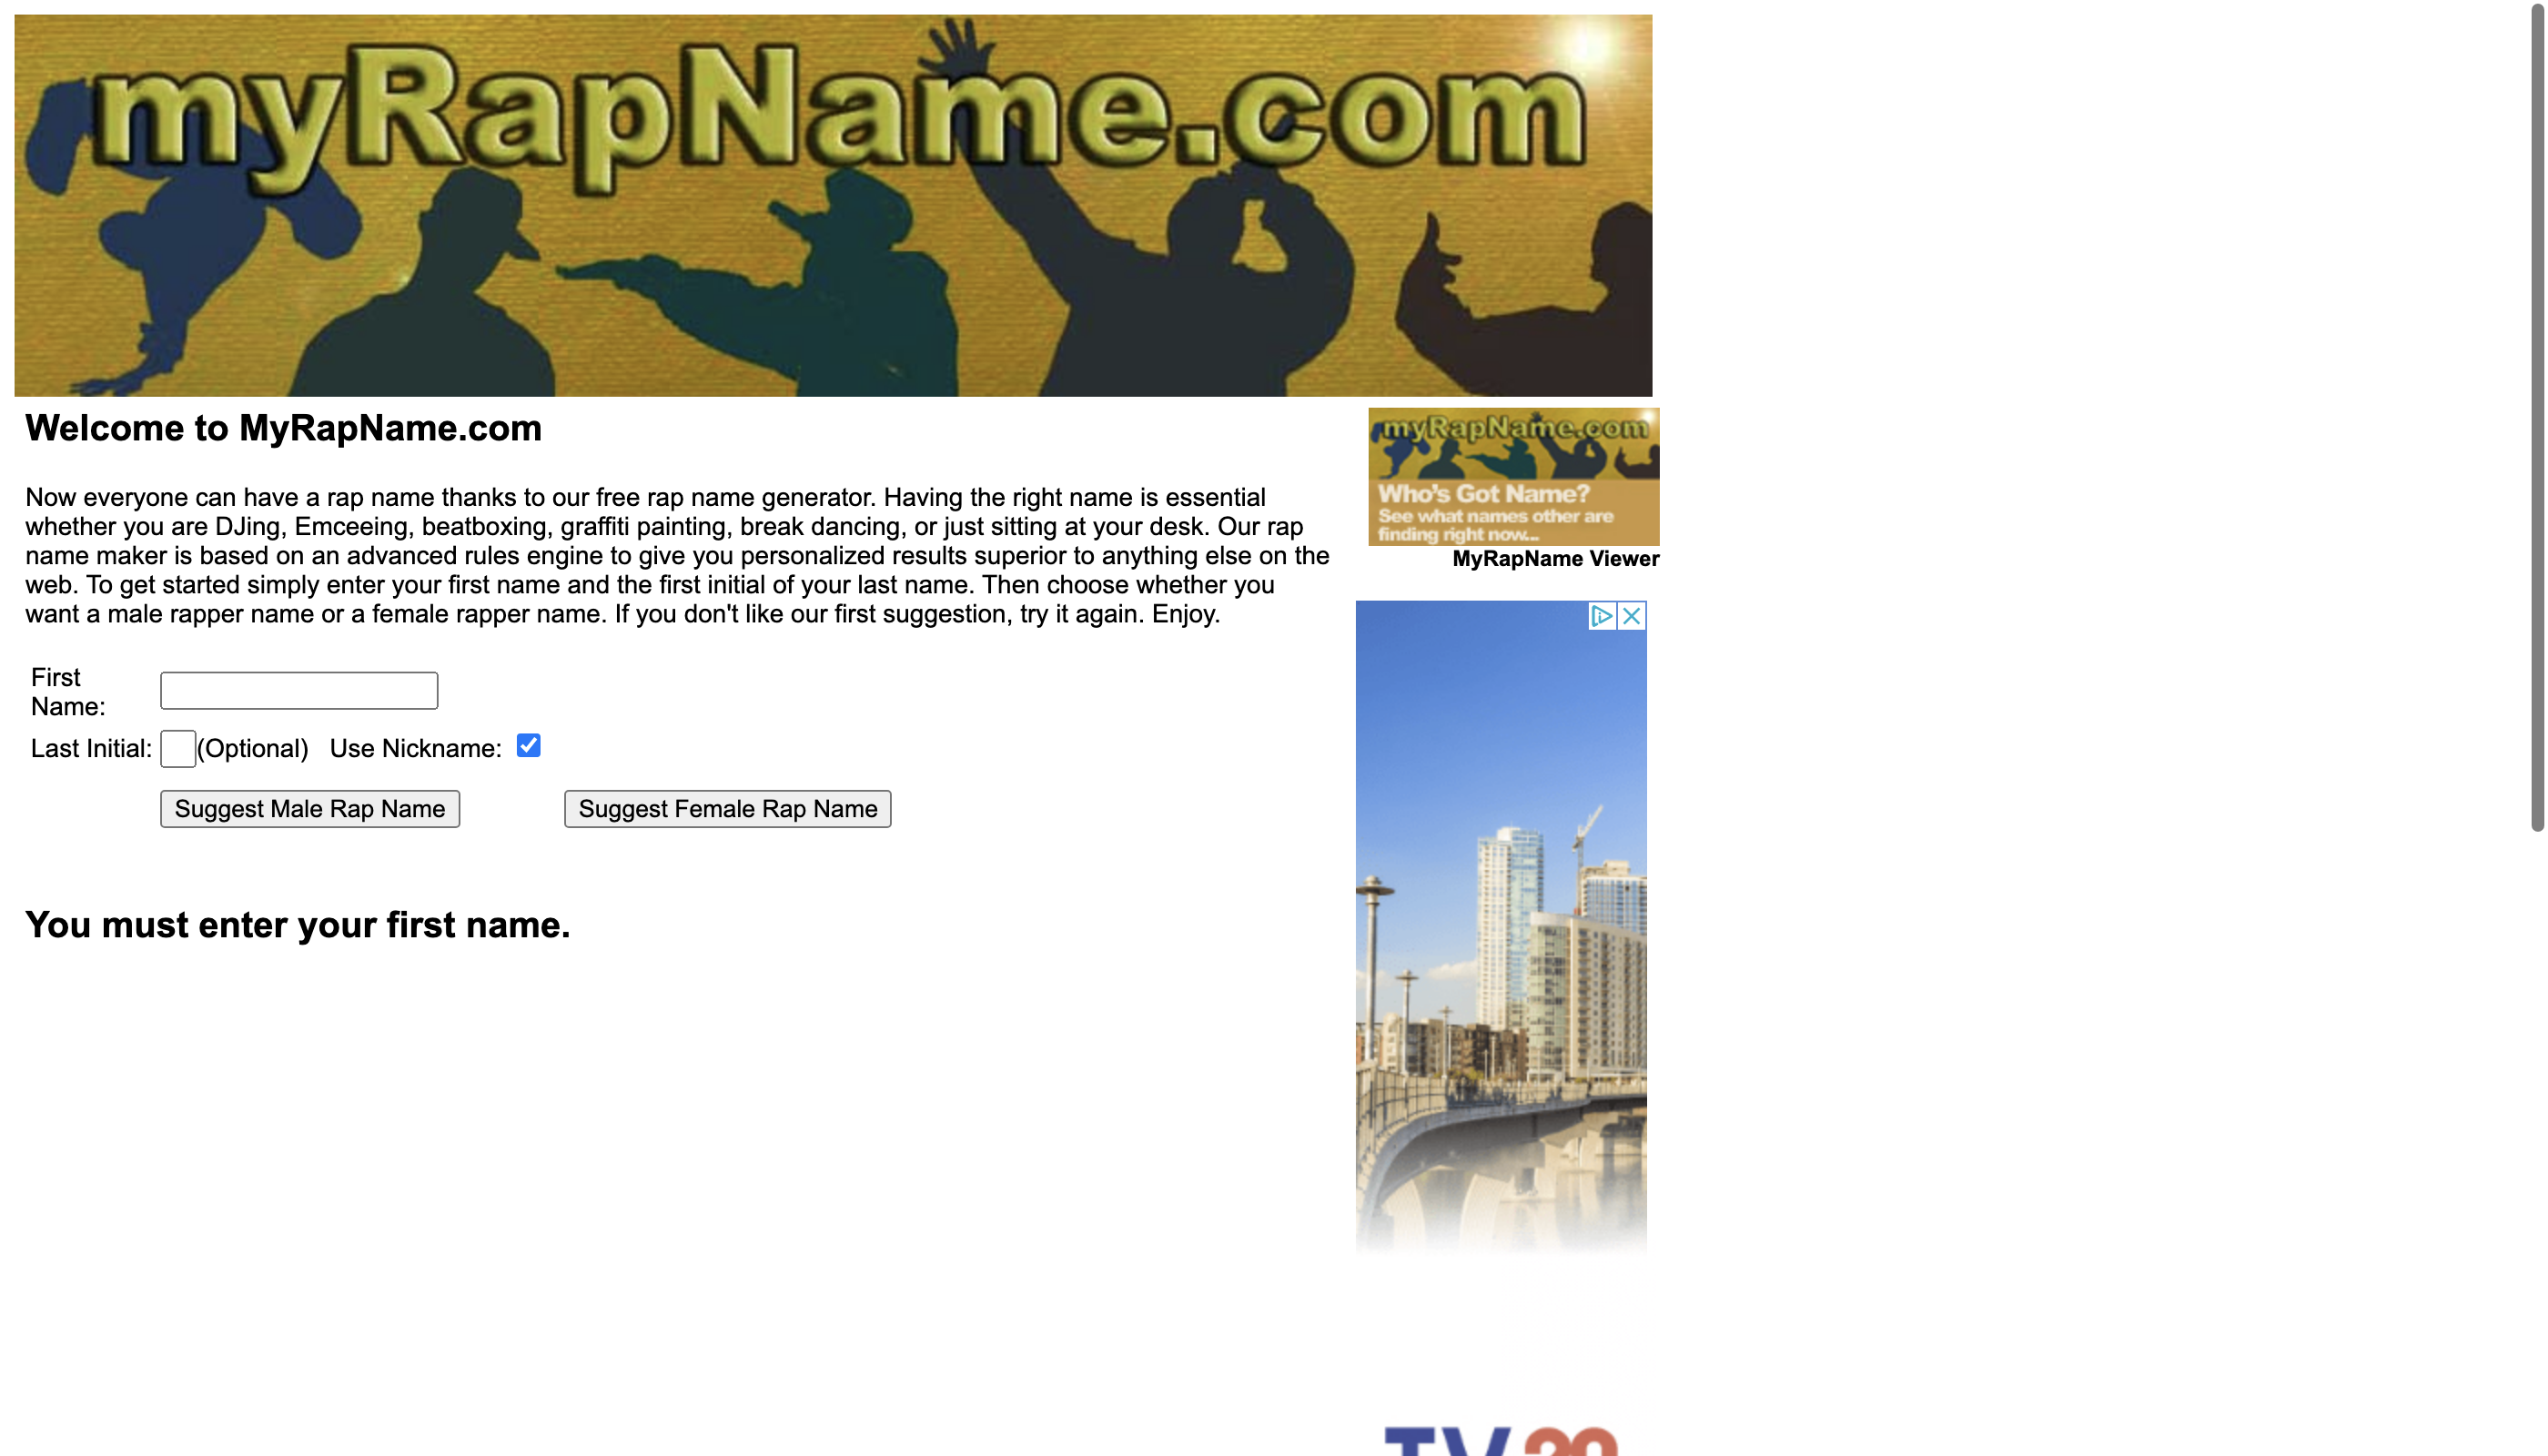 myRapName.com
Welcome to MyRapName.com
Now everyone can have a rap name thanks to our free rap name generator. Having the right name is essential
whether you are DJing, Emceeing, beatboxing, graffiti painting, break dancing, or just sitting at your desk. Our rap
name maker is based on an advanced rules engine to give you personalized results superior to anything else on the
web. To get started simply enter your first name and the first initial of your last name. Then choose whether you
want a male rapper name or a female rapper name. If you don't like our first suggestion, try it again. Enjoy.
First
Name:
Last Initial: (Optional) Use Nickname:
Suggest Male Rap Name Suggest Female Rap Name
You must enter your first name.
myRapName.com
Who's Got Name?
See what names other are
finding right now...
MyRapName Viewer